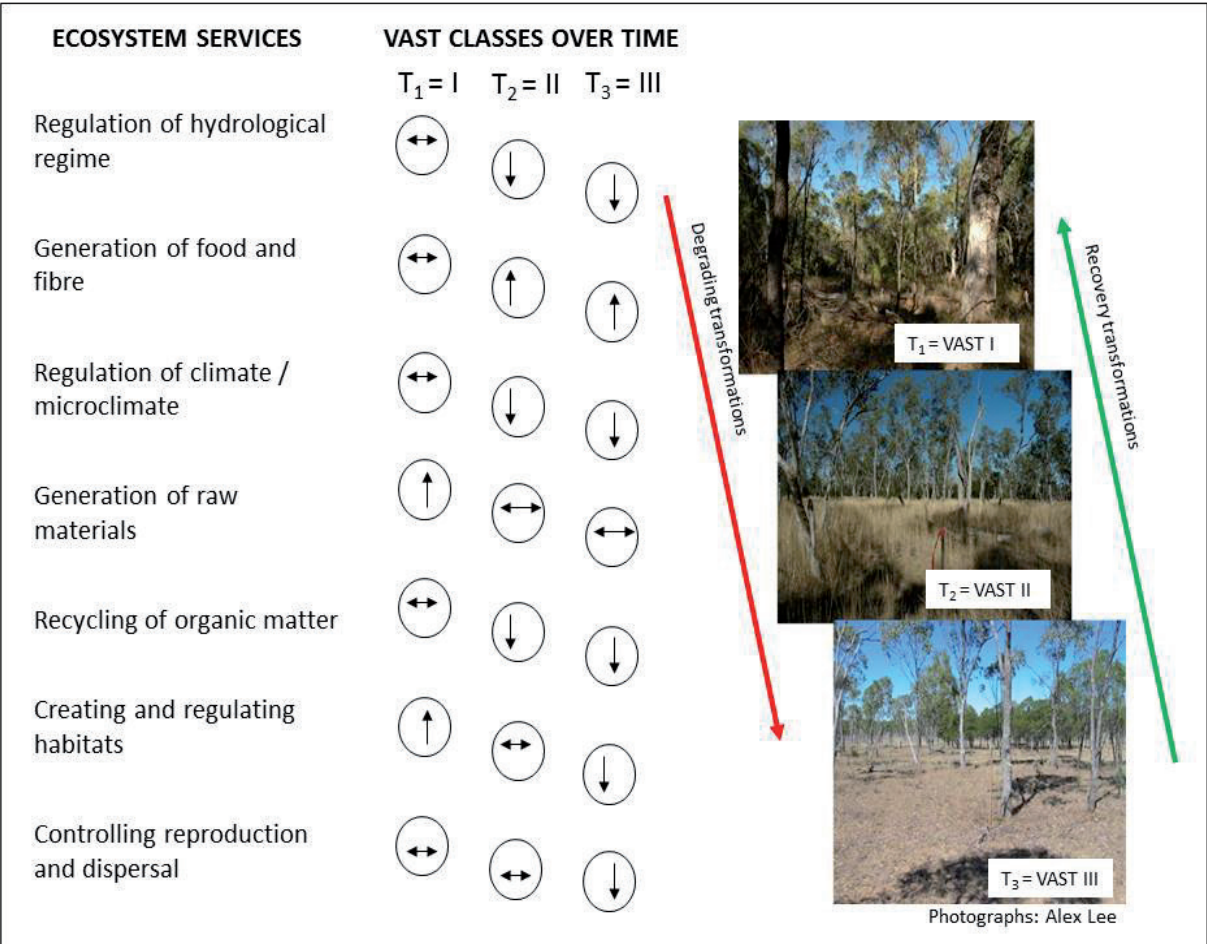 ECOSYSTEM SERVICES
VAST CLASSES OVER TIME
T₁ = I
T₂ = II
T₃ = III
Regulation of hydrological
regime
Generation of food and
fibre
Regulation of climate /
microclimate
Generation of raw
materials
Recycling of organic matter
Creating and regulating
habitats
Controlling reproduction
and dispersal
Degrading transformations
Recovery transformations
T₁ = VAST I
T₂ = VAST II
T₃ = VAST III
Photographs: Alex Lee